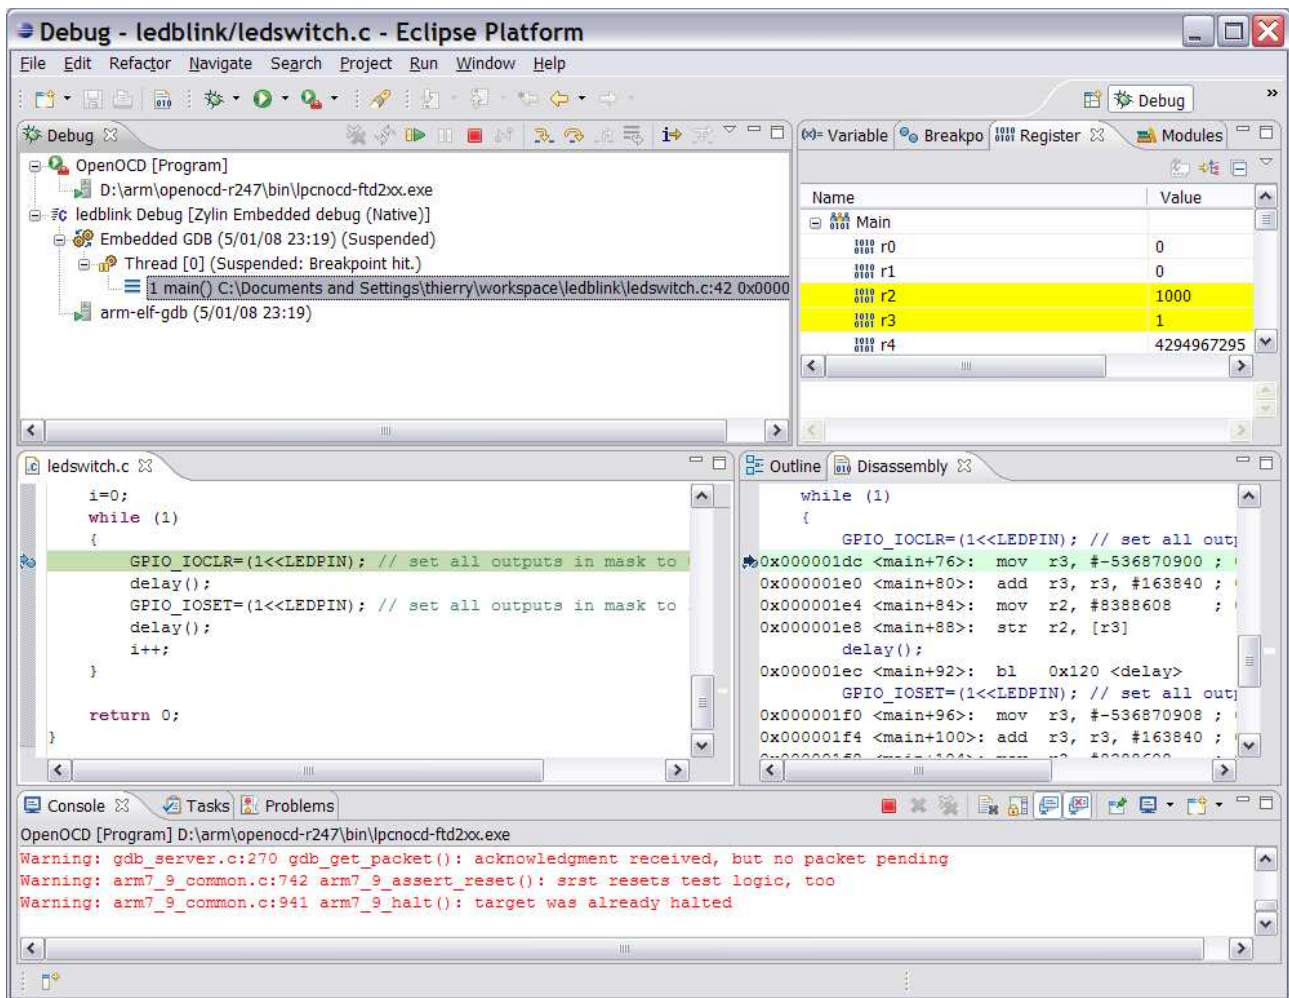 Debug - ledblink/ledswitch.c - Eclipse Platform
File Edit Refactor Navigate Search Project Run Window Help
Debug
»
Debug
OpenOCD [Program]
D:\arm\openocd-r247\bin\lpcnocd-ftd2xx.exe
ledblink Debug [Zylin Embedded debug (Native)]
Embedded GDB (5/01/08 23:19) (Suspended)
Thread [0] (Suspended: Breakpoint hit.)
1 main() C:\Documents and Settings\thierry\workspace\ledblink\ledswitch.c:42 0x0000
arm-elf-gdb (5/01/08 23:19)
(x)= Variable Breakpo Register Modules
Name Value
Main
r0 0
r1 0
r2 1000
r3 1
r4 4294967295
ledswitch.c
i=0;
while (1)
{
GPIO_IOCLR=(1<<LEDPIN); // set all outputs in mask to
delay();
GPIO_IOSET=(1<<LEDPIN); // set all outputs in mask to
delay();
i++;
}
return 0;
}
Outline Disassembly
while (1)
{
GPIO_IOCLR=(1<<LEDPIN); // set all out
0x000001dc <main+76>: mov r3, #-536870900 ;
0x000001e0 <main+80>: add r3, r3, #163840 ;
0x000001e4 <main+84>: mov r2, #8388608 ;
0x000001e8 <main+88>: str r2, [r3]
delay();
0x000001ec <main+92>: bl 0x120 <delay>
GPIO_IOSET=(1<<LEDPIN); // set all out
0x000001f0 <main+96>: mov r3, #-536870908 ;
0x000001f4 <main+100>: add r3, r3, #163840 ;
Console Tasks Problems
OpenOCD [Program] D:\arm\openocd-r247\bin\lpcnocd-ftd2xx.exe
Warning: gdb_server.c:270 gdb_get_packet(): acknowledgment received, but no packet pending
Warning: arm7_9_common.c:742 arm7_9_assert_reset(): srst resets test logic, too
Warning: arm7_9_common.c:941 arm7_9_halt(): target was already halted